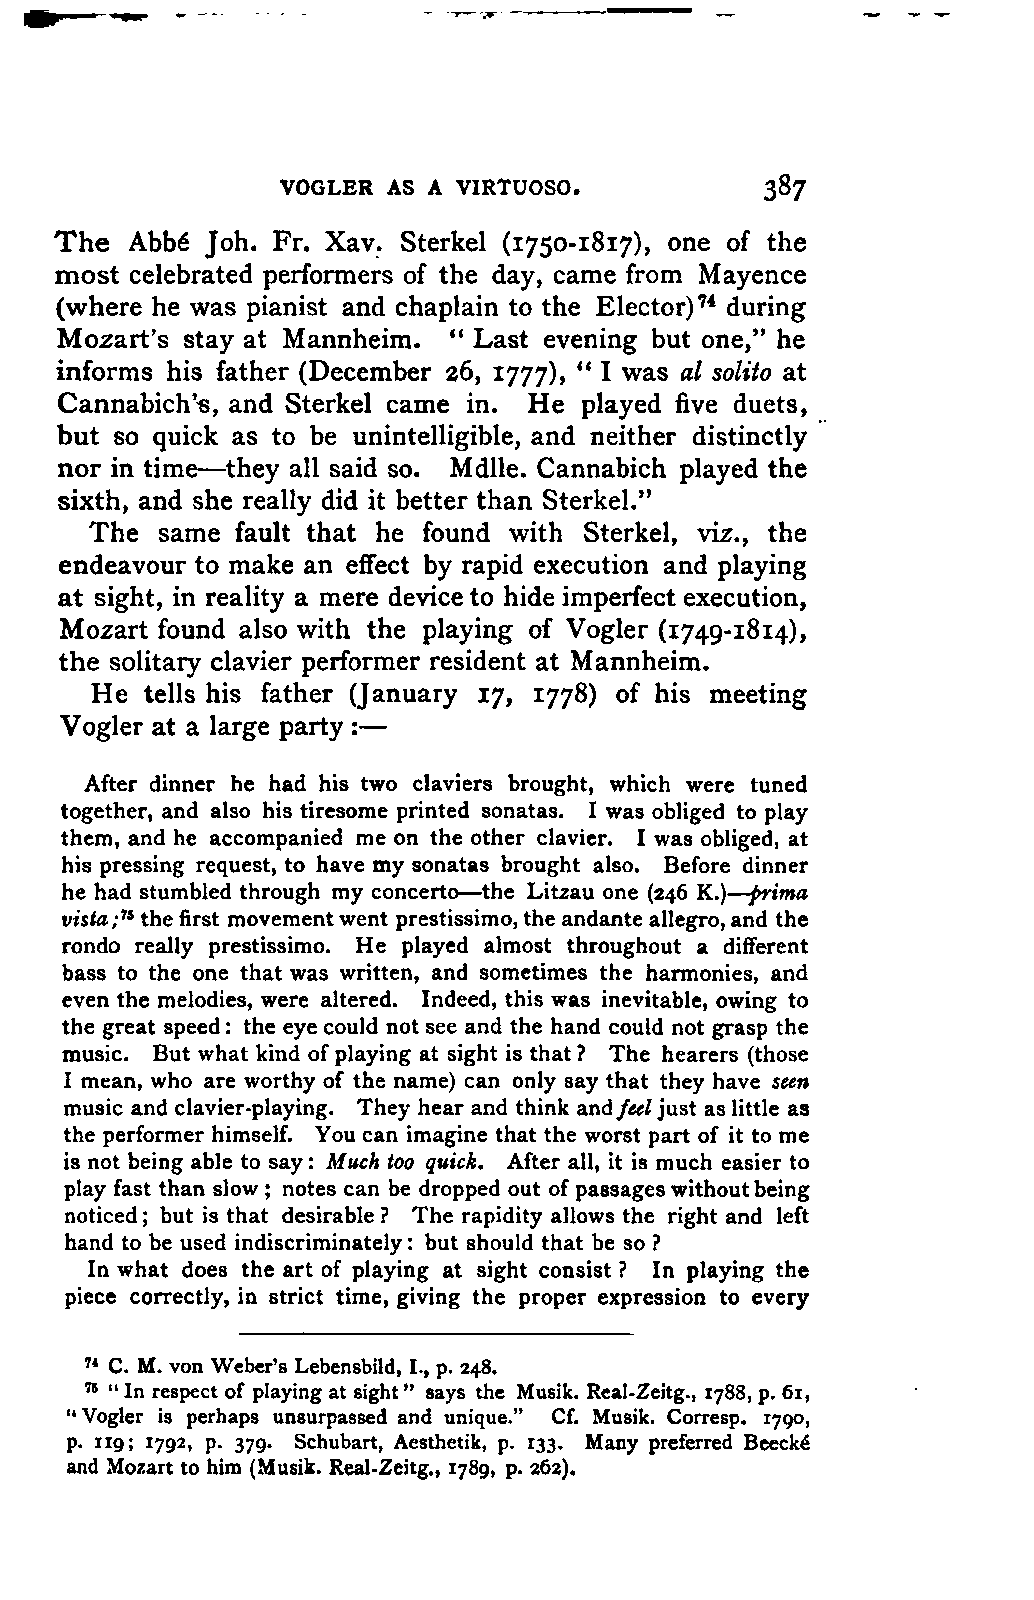 VOGLER AS A VIRTUOSO. 387
The Abbé Joh. Fr. Xav. Sterkel (1750-1817), one of the
most celebrated performers of the day, came from Mayence
(where he was pianist and chaplain to the Elector)⁷⁴ during
Mozart's stay at Mannheim. “Last evening but one,” he
informs his father (December 26, 1777), “I was al solito at
Cannabich's, and Sterkel came in. He played five duets,
but so quick as to be unintelligible, and neither distinctly
nor in time—they all said so. Mdlle. Cannabich played the
sixth, and she really did it better than Sterkel.”
The same fault that he found with Sterkel, viz., the
endeavour to make an effect by rapid execution and playing
at sight, in reality a mere device to hide imperfect execution,
Mozart found also with the playing of Vogler (1749-1814),
the solitary clavier performer resident at Mannheim.
He tells his father (January 17, 1778) of his meeting
Vogler at a large party :—
After dinner he had his two claviers brought, which were tuned
together, and also his tiresome printed sonatas. I was obliged to play
them, and he accompanied me on the other clavier. I was obliged, at
his pressing request, to have my sonatas brought also. Before dinner
he had stumbled through my concerto—the Litzau one (246 K.)—prima
vista;⁷⁵ the first movement went prestissimo, the andante allegro, and the
rondo really prestissimo. He played almost throughout a different
bass to the one that was written, and sometimes the harmonies, and
even the melodies, were altered. Indeed, this was inevitable, owing to
the great speed: the eye could not see and the hand could not grasp the
music. But what kind of playing at sight is that? The hearers (those
I mean, who are worthy of the name) can only say that they have seen
music and clavier-playing. They hear and think and feel just as little as
the performer himself. You can imagine that the worst part of it to me
is not being able to say: Much too quick. After all, it is much easier to
play fast than slow; notes can be dropped out of passages without being
noticed; but is that desirable? The rapidity allows the right and left
hand to be used indiscriminately: but should that be so?
In what does the art of playing at sight consist? In playing the
piece correctly, in strict time, giving the proper expression to every
⁷⁴ C. M. von Weber's Lebensbild, I., p. 248.
⁷⁵ “In respect of playing at sight” says the Musik. Real-Zeitg., 1788, p. 61,
“Vogler is perhaps unsurpassed and unique.” Cf. Musik. Corresp. 1790,
p. 119; 1792, p. 379. Schubart, Aesthetik, p. 133. Many preferred Beecké
and Mozart to him (Musik. Real-Zeitg., 1789, p. 262).